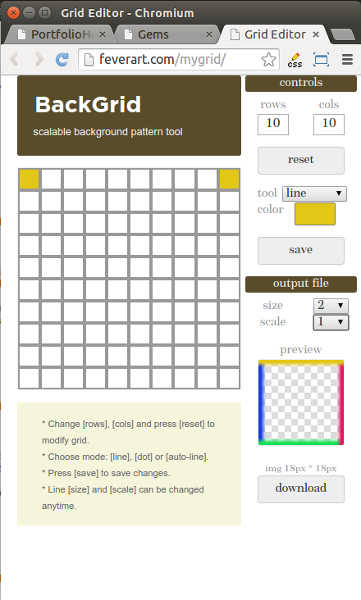 Grid Editor - Chromium
PortfolioH
Gems
Grid Editor
feverart.com/mygrid/
css
BackGrid
scalable background pattern tool
controls
rows cols
10 10
reset
tool line
color
save
output file
size 2
scale 1
preview
img 18px * 18px
download
* Change [rows], [cols] and press [reset] to
modify grid.
* Choose mode: [line], [dot] or [auto-line].
* Press [save] to save changes.
* Line [size] and [scale] can be changed
anytime.